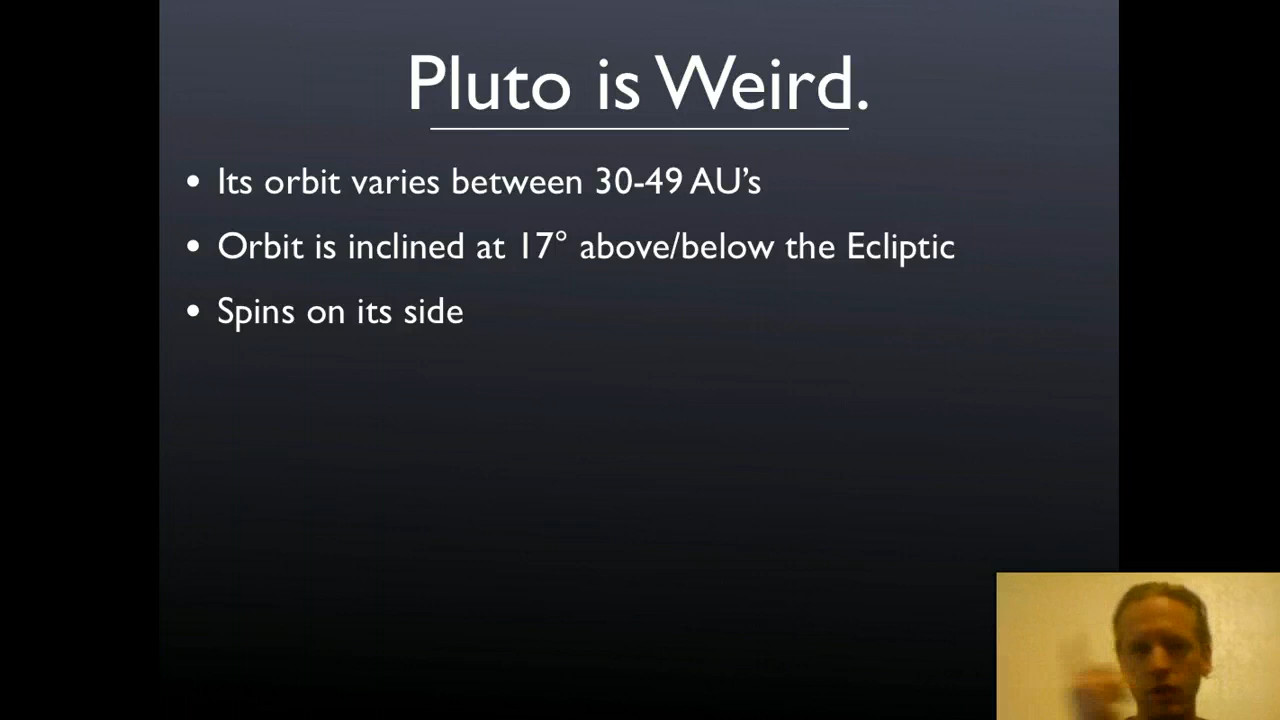 Pluto is Weird.
• Its orbit varies between 30-49 AU’s
• Orbit is inclined at 17° above/below the Ecliptic
• Spins on its side